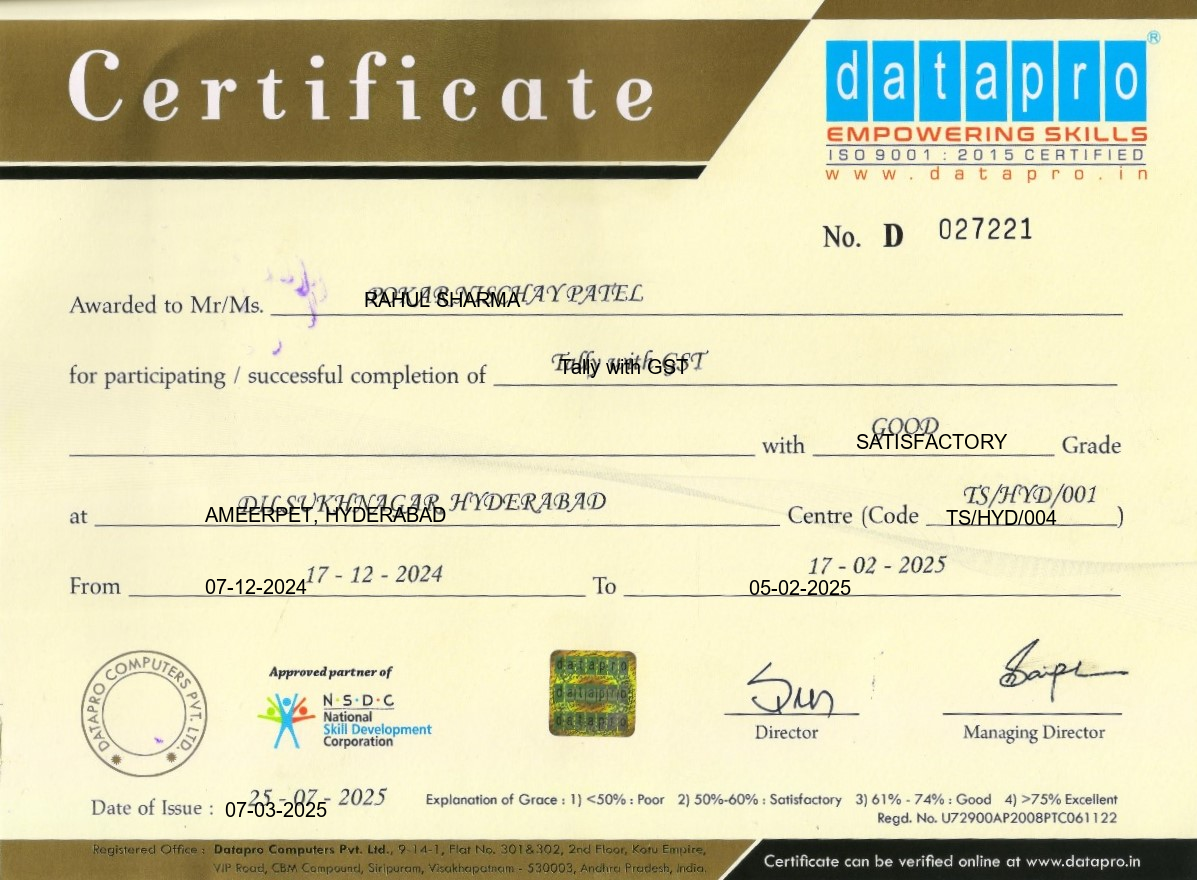 Certificate
datapro®
EMPOWERING SKILLS
ISO 9001 : 2015 CERTIFIED
www.datapro.in
No. D 027221
Awarded to Mr/Ms. POKAR NISCHAY PATEL
RAHUL SHARMA
for participating / successful completion of Tally with GST
Tally with GST
GOOD
with SATISFACTORY Grade
DILSUKHNAGAR, HYDERABAD TS/HYD/001
at AMEERPET, HYDERABAD Centre (Code TS/HYD/004)
17 - 12 - 2024 17 - 02 - 2025
From 07-12-2024 To 05-02-2025
DATAPRO COMPUTERS PVT. LTD.
Approved partner of
N·S·D·C
National
Skill Development
Corporation
datapro
datapro
datapro
Director
Managing Director
25 - 07 - 2025
Date of Issue : 07-03-2025
Explanation of Grace : 1) <50% : Poor 2) 50%-60% : Satisfactory 3) 61% - 74% : Good 4) >75% Excellent
Regd. No. U72900AP2008PTC061122
Registered Office : Datapro Computers Pvt. Ltd., 9-14-1, Flat No. 301&302, 2nd Floor, Koru Empire,
VIP Road, CBM Compound, Siripuram, Visakhapatnam - 530003, Andhra Pradesh, India.
Certificate can be verified online at www.datapro.in